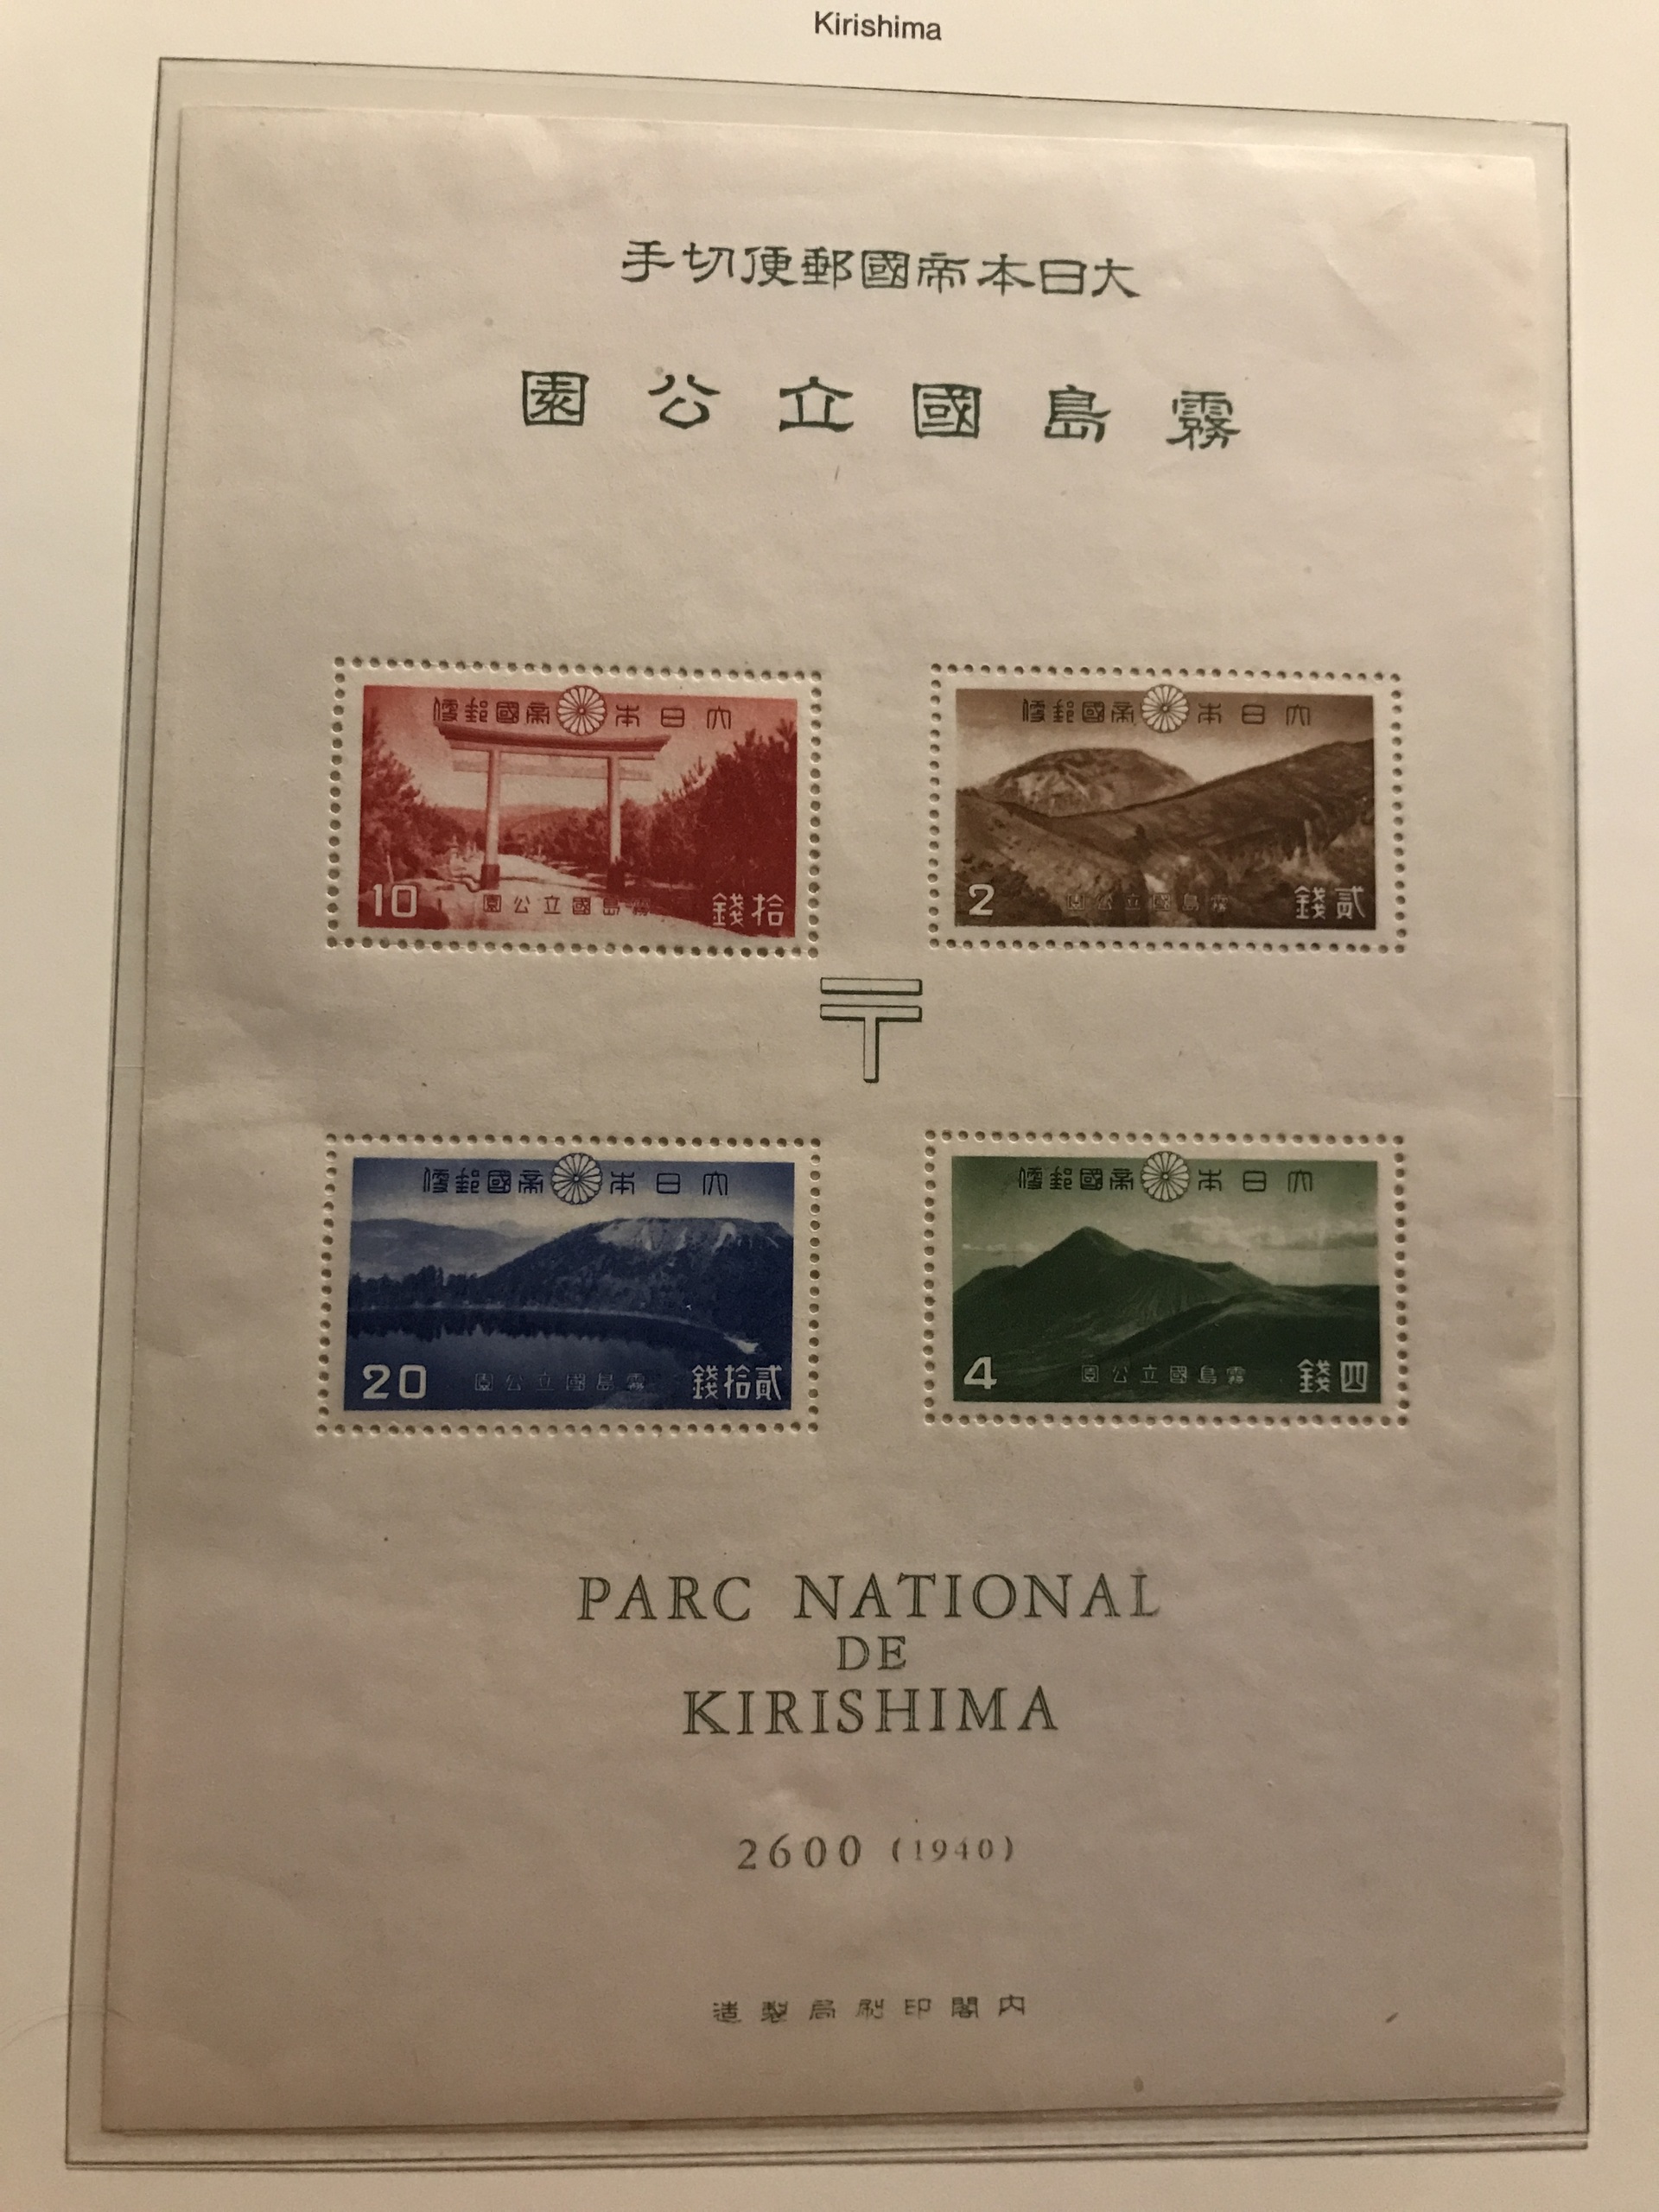 Kirishima
大日本帝國郵便切手
霧島國立公園
大日本帝國郵便
10 霧島國立公園 拾錢
大日本帝國郵便
2 霧島國立公園 貳錢
〒
大日本帝國郵便
20 霧島國立公園 貳拾錢
大日本帝國郵便
4 霧島國立公園 四錢
PARC NATIONAL
DE
KIRISHIMA
2600 (1940)
內閣印刷局製造